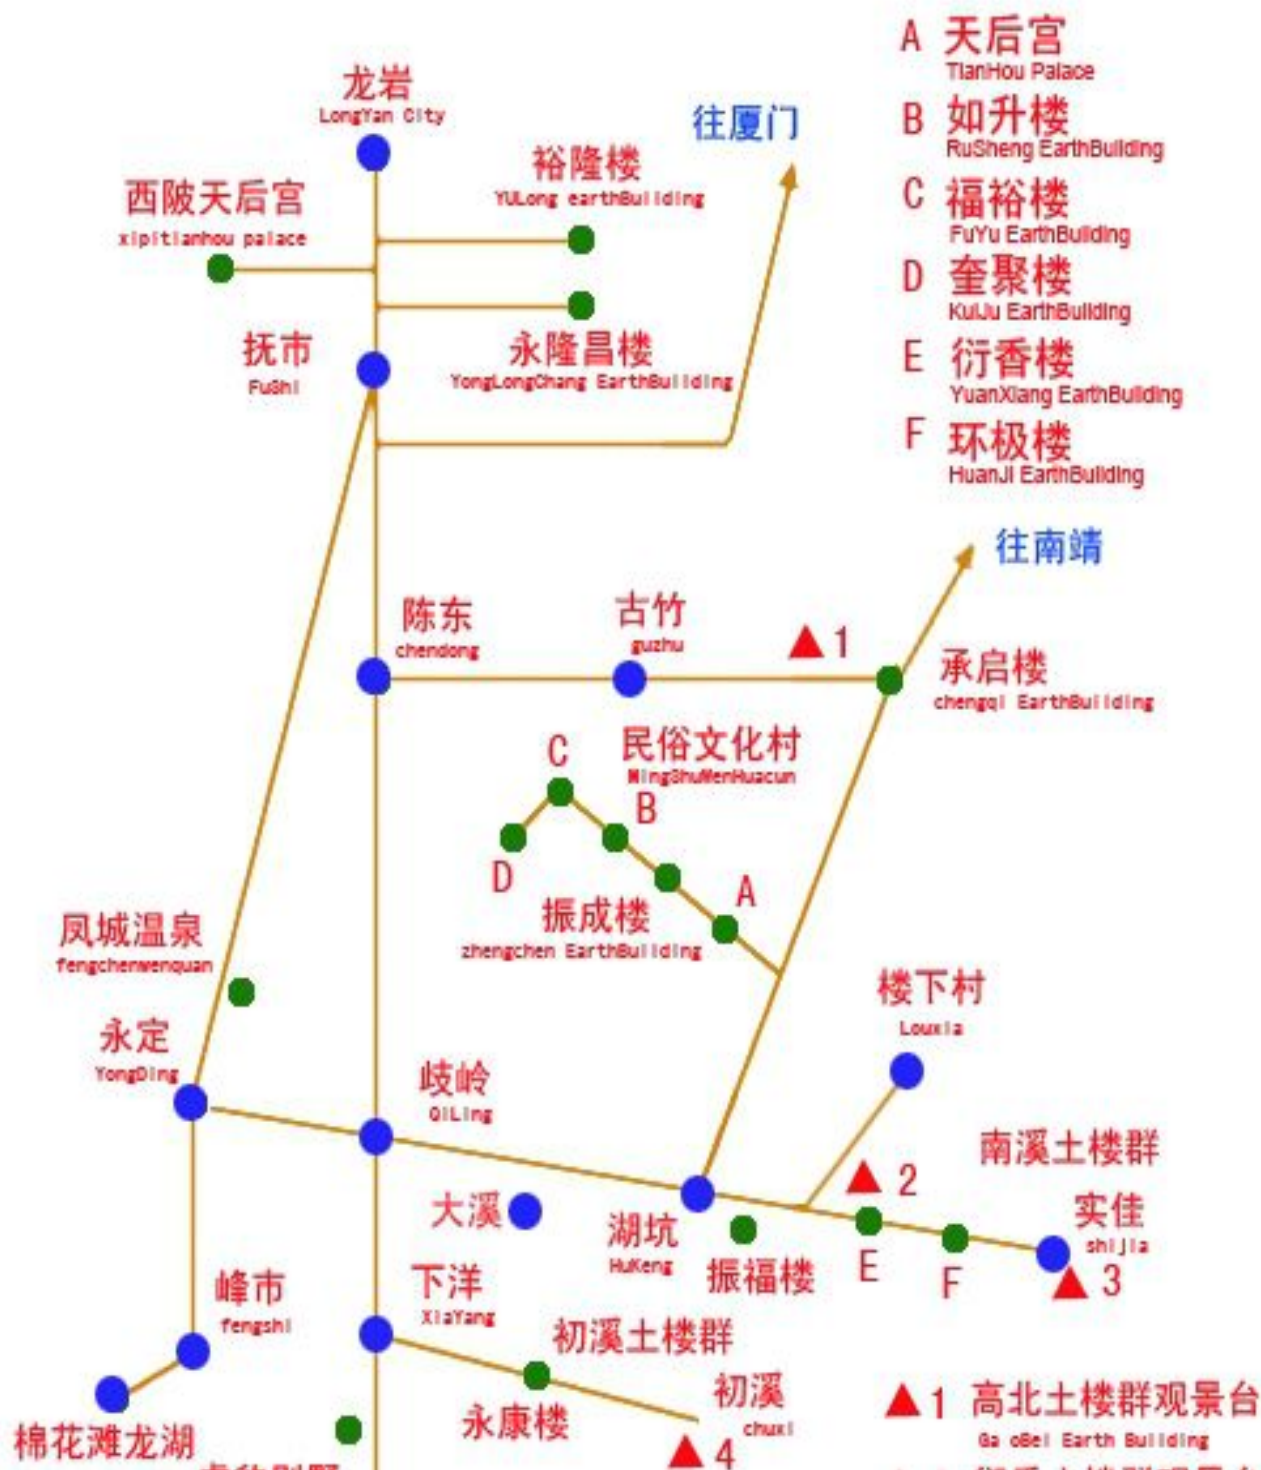 A 天后宫
TianHou Palace
龙岩
LongYan City
往厦门
B 如升楼
RuSheng EarthBuilding
裕隆楼
YULong earthBuilding
西陂天后宫
xipitianhou palace
C 福裕楼
FuYu EarthBuilding
D 奎聚楼
KuiJu EarthBuilding
抚市
FuShi
永隆昌楼
YongLongChang EarthBuilding
E 衍香楼
YuanXiang EarthBuilding
F 环极楼
HuanJi EarthBuilding
往南靖
陈东
chendong
古竹
guzhu
1
承启楼
chengqi EarthBuilding
民俗文化村
MingShuWenHuacun
C
B
D
A
振成楼
zhengchen EarthBuilding
凤城温泉
fengchenwenquan
楼下村
Louxia
永定
YongDing
歧岭
QiLing
南溪土楼群
2
大溪
湖坑
HuKeng
实佳
shijia
振福楼
E
F
3
峰市
fengshi
下洋
XiaYang
初溪土楼群
初溪
chuxi
永康楼
4
棉花滩龙湖
1 高北土楼群观景台
Ga oBei Earth Building